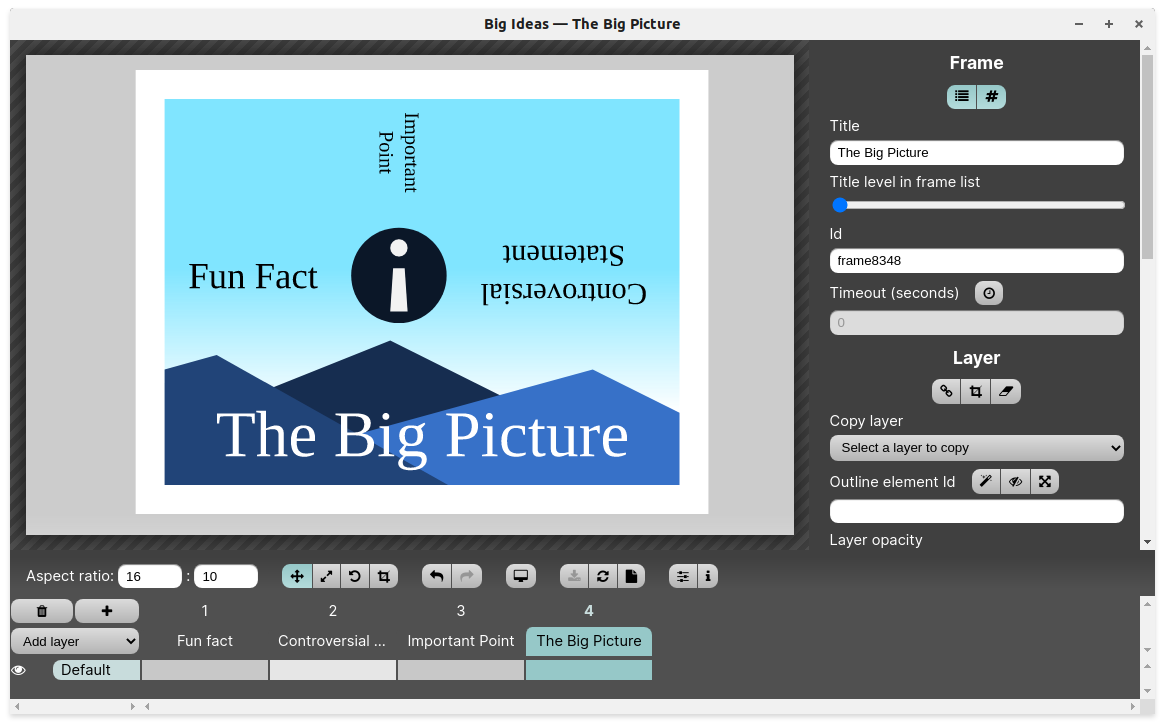 Big Ideas — The Big Picture
Important
Point
Fun Fact
Controversial
Statement
The Big Picture
Frame
Title
The Big Picture
Title level in frame list
Id
frame8348
Timeout (seconds)
0
Layer
Copy layer
Select a layer to copy
Outline element Id
Layer opacity
Aspect ratio: 16 : 10
1 2 3 4
Add layer Fun fact Controversial ... Important Point The Big Picture
Default